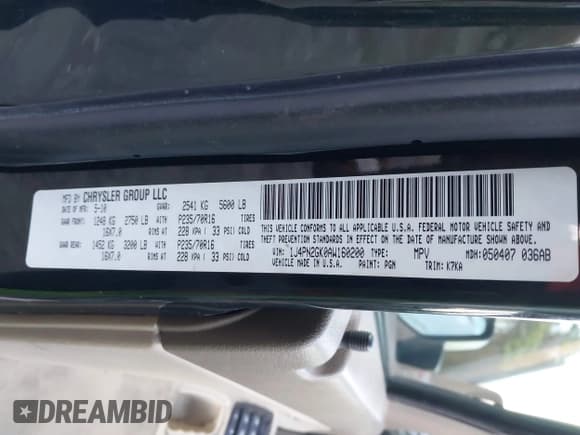 MFD BY CHRYSLER GROUP LLC
DATE OF MFR: 5-10 GVWR: 2541 KG 5600 LB
GAWR FRONT: 1248 KG 2750 LB WITH P235/70R16 TIRES
16X7.0 RIMS AT 228 KPA ( 33 PSI) COLD
GAWR REAR: 1452 KG 3200 LB WITH P235/70R16 TIRES
16X7.0 RIMS AT 228 KPA ( 33 PSI) COLD
THIS VEHICLE CONFORMS TO ALL APPLICABLE U.S.A. FEDERAL MOTOR VEHICLE SAFETY AND
THEFT PREVENTION STANDARDS IN EFFECT ON THE DATE OF MANUFACTURE SHOWN ABOVE.
VIN: 1J4PN2GK0AW160200 TYPE: MPV MDH: 050407 036AB
VEHICLE MADE IN U.S.A. PAINT: PGN TRIM: K7KA
DREAMBID